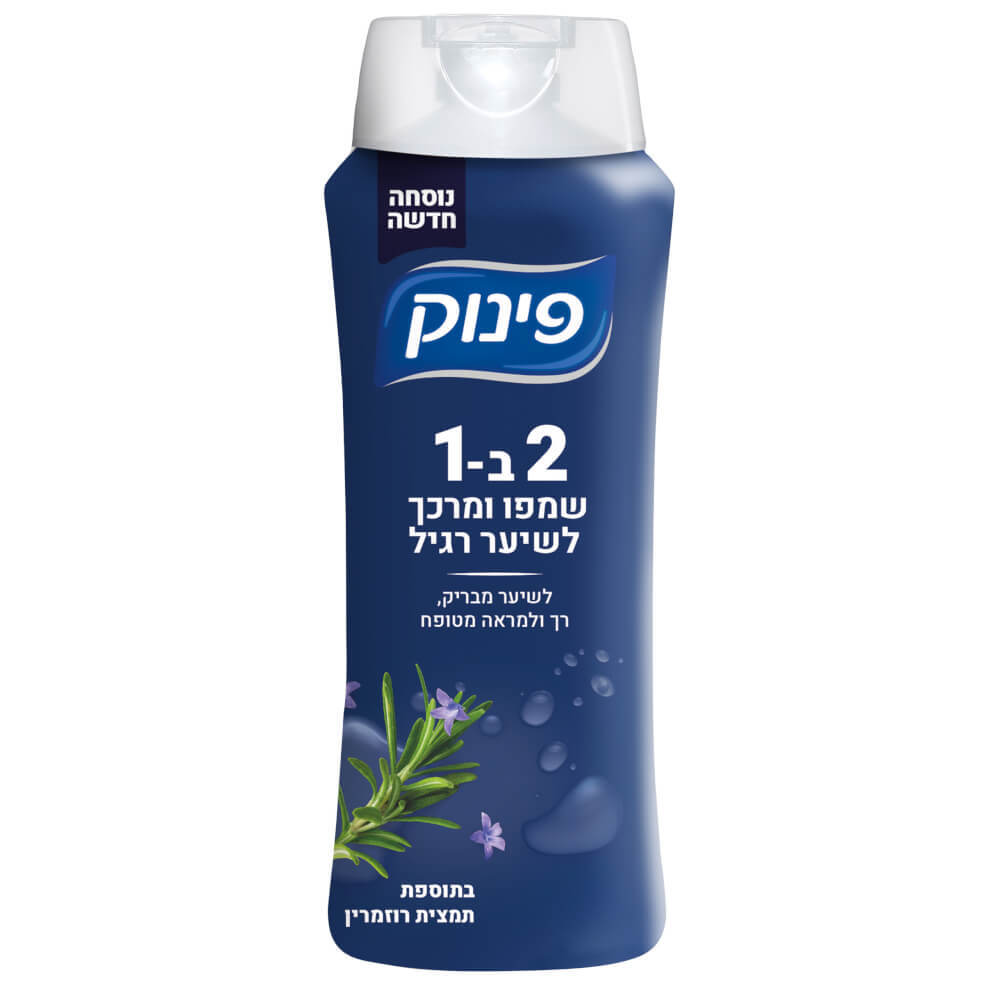 נוסחה
חדשה
פינוק
2 ב-1
שמפו ומרכך
לשיער רגיל
לשיער מבריק,
רך ולמראה מטופח
בתוספת
תמצית רוזמרין